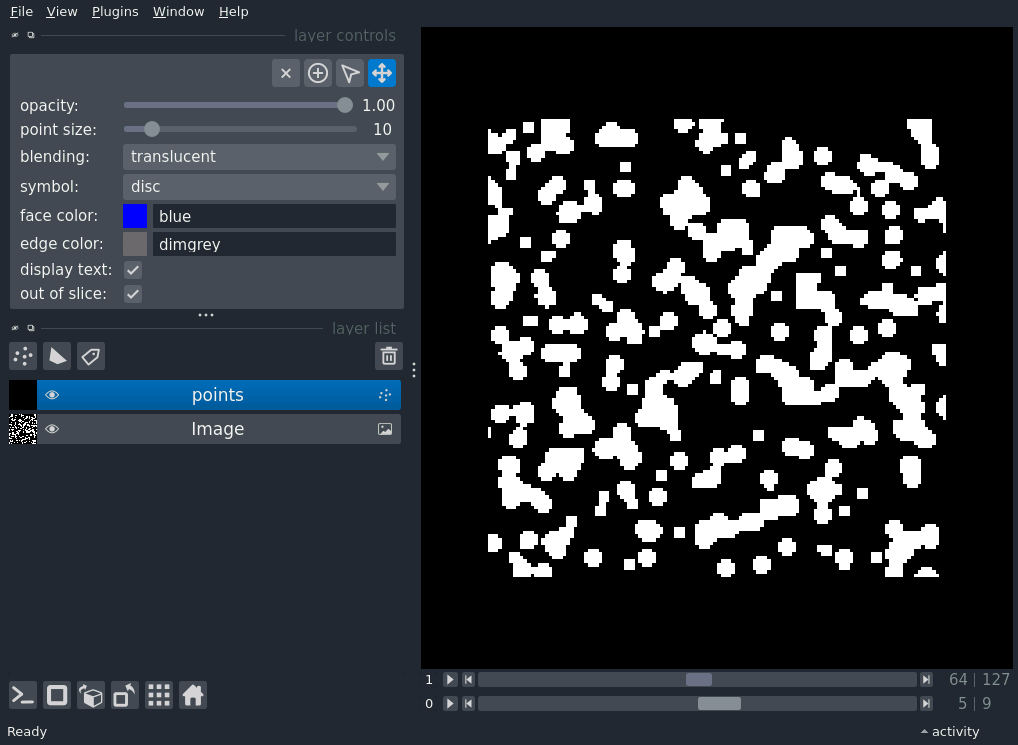 File View Plugins Window Help
layer controls
opacity: 1.00
point size: 10
blending: translucent
symbol: disc
face color: blue
edge color: dimgrey
display text:
out of slice:
layer list
points
Image
1 64 | 127
0 5 | 9
Ready activity